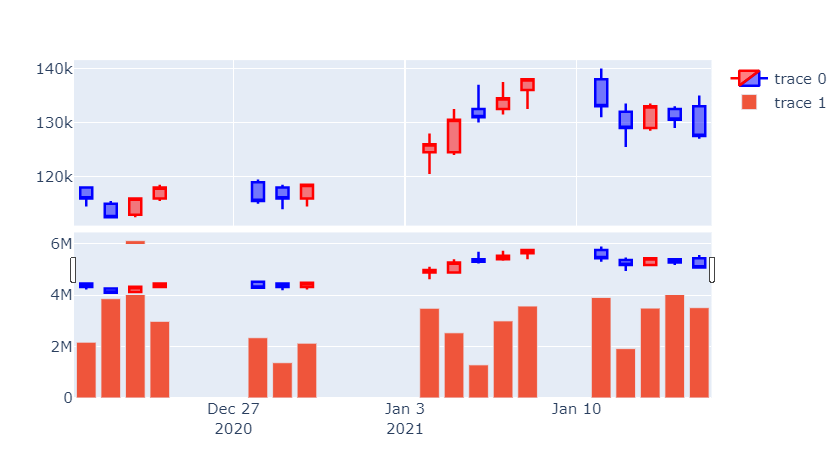 140k
130k
120k
6M
4M
2M
0
Dec 27
2020
Jan 3
2021
Jan 10
trace 0
trace 1